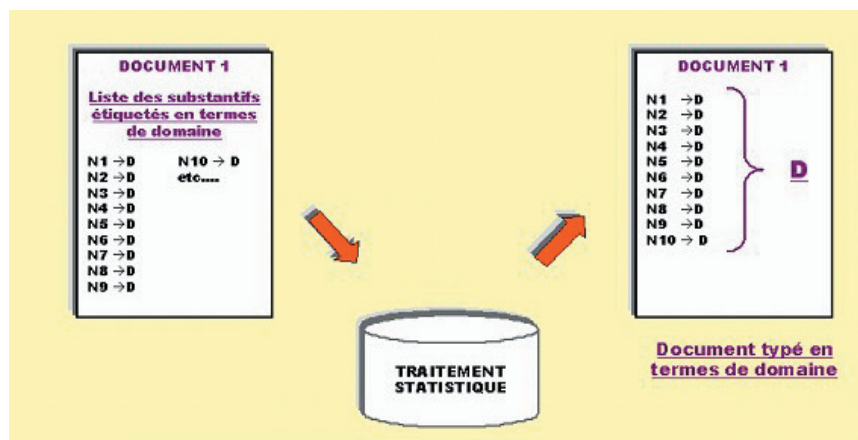 DOCUMENT 1
Liste des substantifs
étiquetés en termes
de domaine
N1 →D N10 → D
N2 →D etc....
N3 →D
N4 →D
N5 →D
N6 →D
N7 →D
N8 →D
N9 →D
TRAITEMENT
STATISTIQUE
DOCUMENT 1
N1 →D
N2 →D
N3 →D
N4 →D
N5 →D
N6 →D
N7 →D
N8 →D
N9 →D
N10 → D
D
Document typé en
termes de domaine